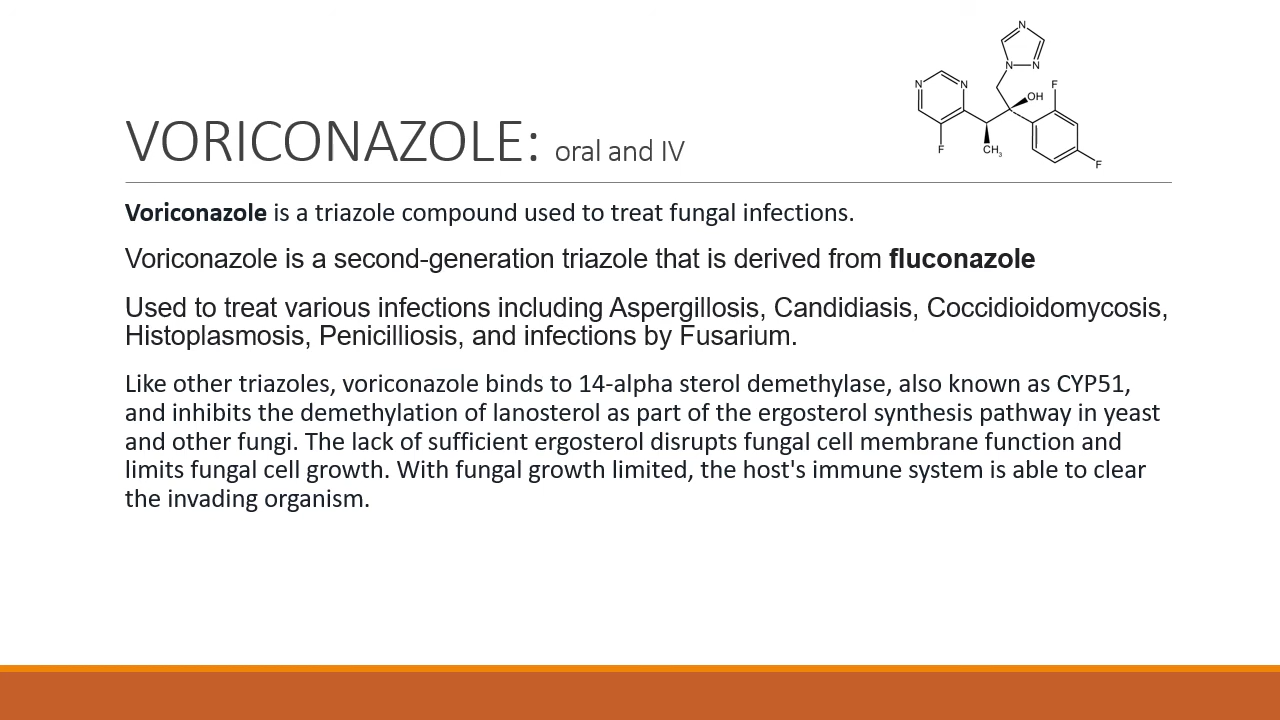 N
N
N
N
N
OH
F
F
CH3
F
VORICONAZOLE: oral and IV
Voriconazole is a triazole compound used to treat fungal infections.
Voriconazole is a second-generation triazole that is derived from fluconazole
Used to treat various infections including Aspergillosis, Candidiasis, Coccidioidomycosis,
Histoplasmosis, Penicilliosis, and infections by Fusarium.
Like other triazoles, voriconazole binds to 14-alpha sterol demethylase, also known as CYP51,
and inhibits the demethylation of lanosterol as part of the ergosterol synthesis pathway in yeast
and other fungi. The lack of sufficient ergosterol disrupts fungal cell membrane function and
limits fungal cell growth. With fungal growth limited, the host's immune system is able to clear
the invading organism.